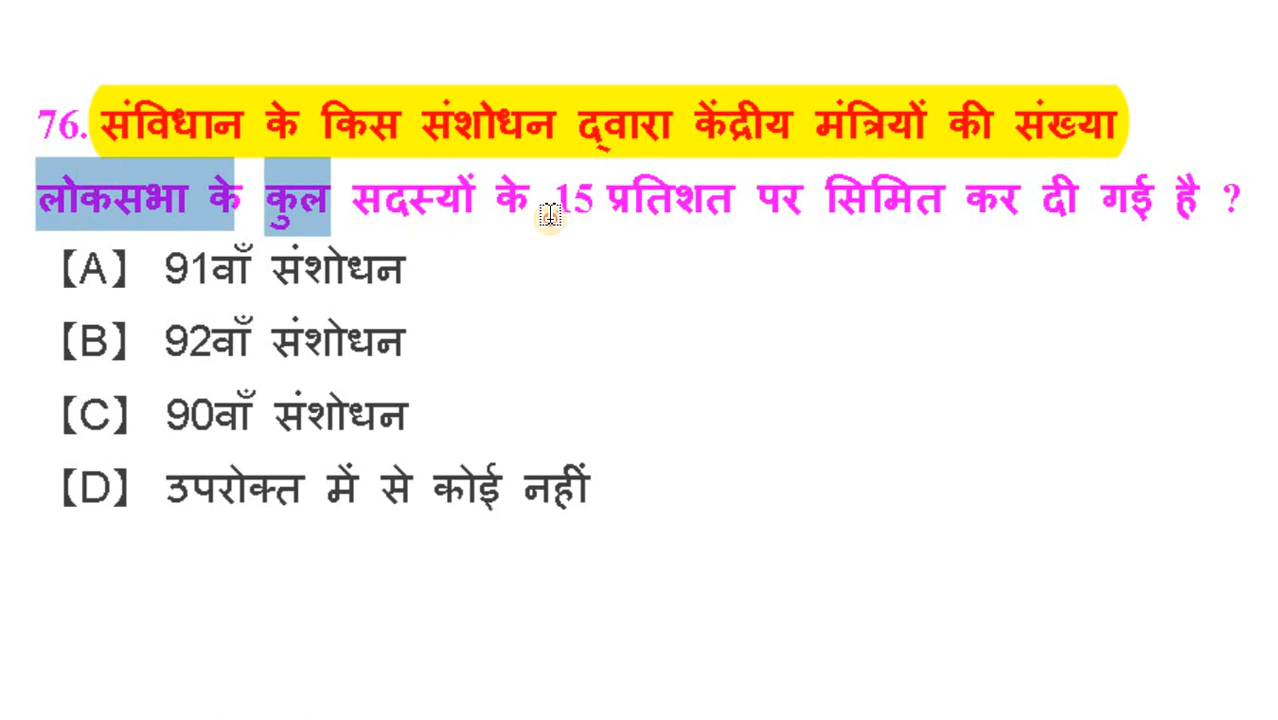 76. संविधान के किस संशोधन द्वारा केंद्रीय मंत्रियों की संख्या
लोकसभा के कुल सदस्यों के 15 प्रतिशत पर सिमित कर दी गई है ?
【A】 91वाँ संशोधन
【B】 92वाँ संशोधन
【C】 90वाँ संशोधन
【D】 उपरोक्त में से कोई नहीं